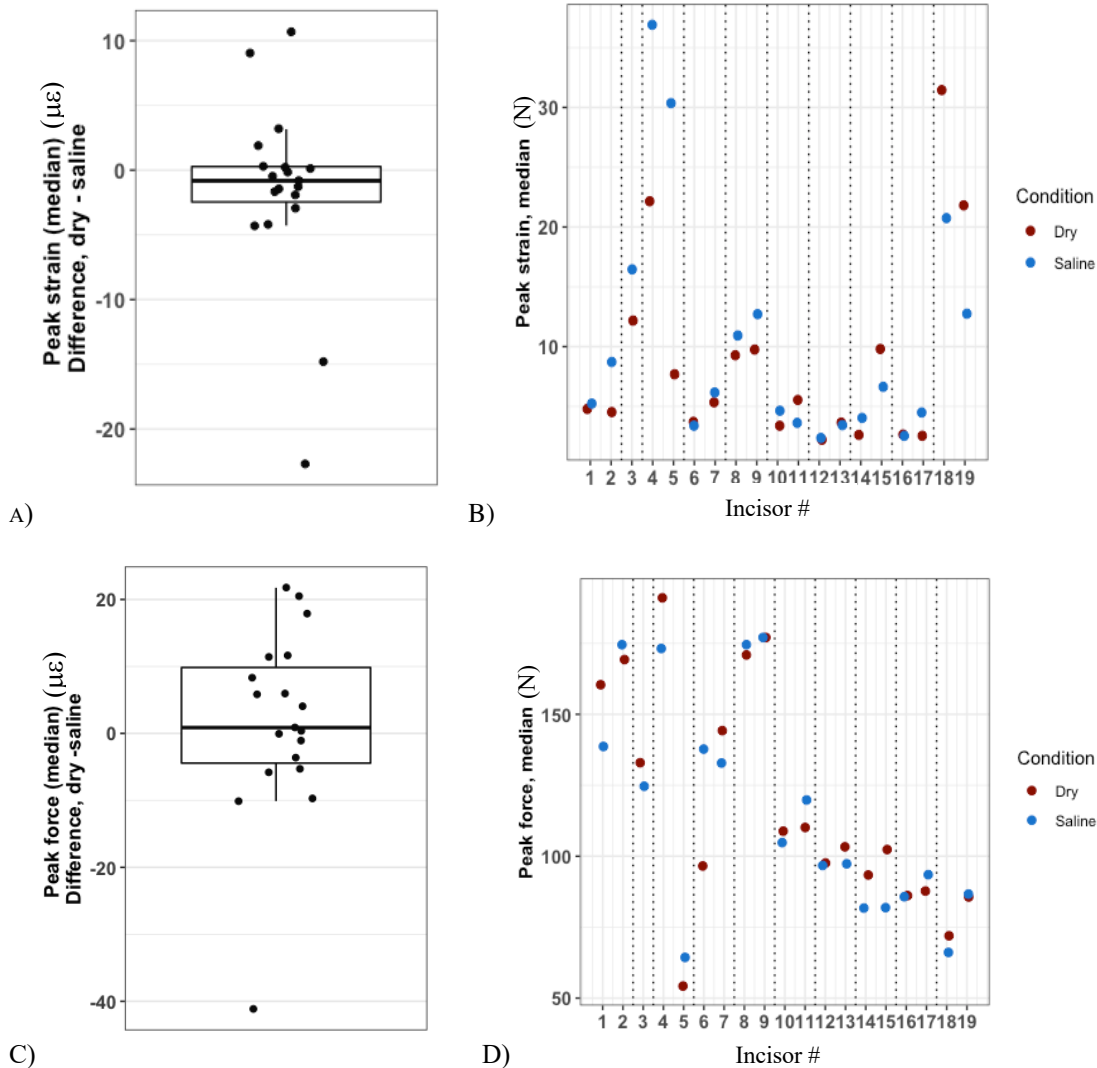 Peak strain (median) (με)
Difference, dry - saline
10
0
-10
-20
A)
Peak strain, median (N)
30
20
10
1 2 3 4 5 6 7 8 9 10 11 12 13 14 15 16 17 18 19
Incisor #
B)
Condition
Dry
Saline
Peak force (median) (με)
Difference, dry -saline
20
0
-20
-40
C)
Peak force, median (N)
150
100
50
1 2 3 4 5 6 7 8 9 10 11 12 13 14 15 16 17 18 19
Incisor #
D)
Condition
Dry
Saline